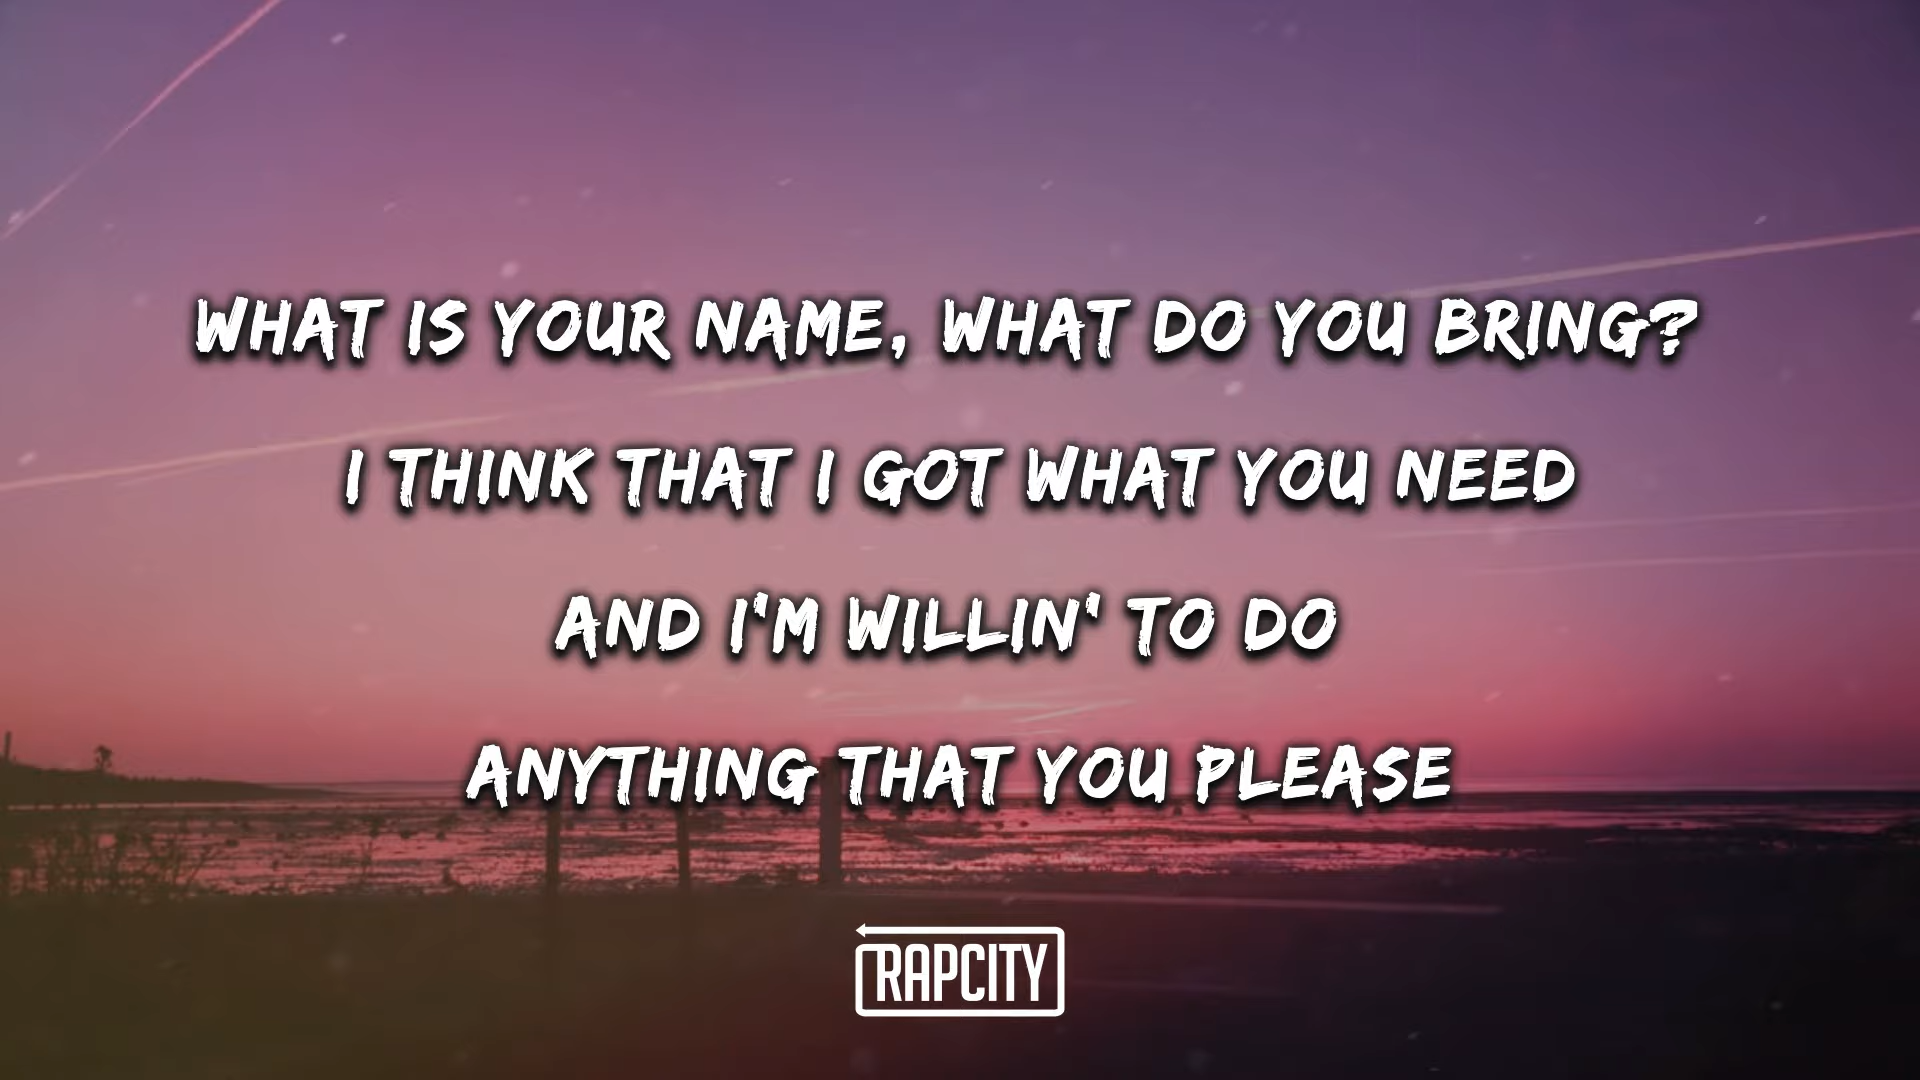 WHAT IS YOUR NAME, WHAT DO YOU BRING?
I THINK THAT I GOT WHAT YOU NEED
AND I'M WILLIN' TO DO
ANYTHING THAT YOU PLEASE
RAPCITY